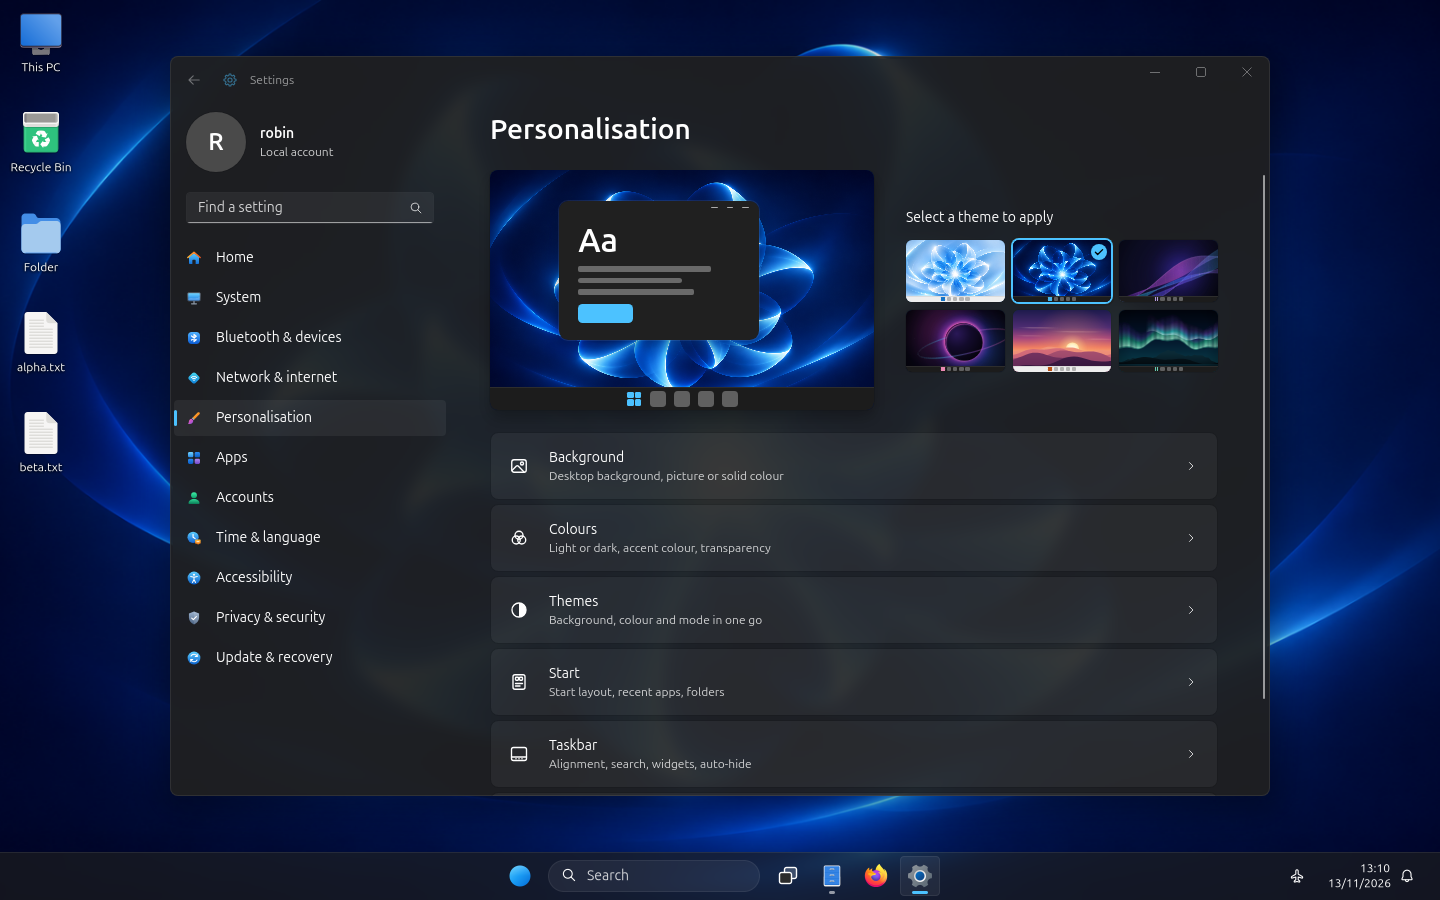 This PC
Recycle Bin
Folder
alpha.txt
beta.txt
Settings
R
robin
Local account
Find a setting
Home
System
Bluetooth & devices
Network & internet
Personalisation
Apps
Accounts
Time & language
Accessibility
Privacy & security
Update & recovery
Personalisation
Aa
Select a theme to apply
Background
Desktop background, picture or solid colour
Colours
Light or dark, accent colour, transparency
Themes
Background, colour and mode in one go
Start
Start layout, recent apps, folders
Taskbar
Alignment, search, widgets, auto-hide
Search
13:10
13/11/2026